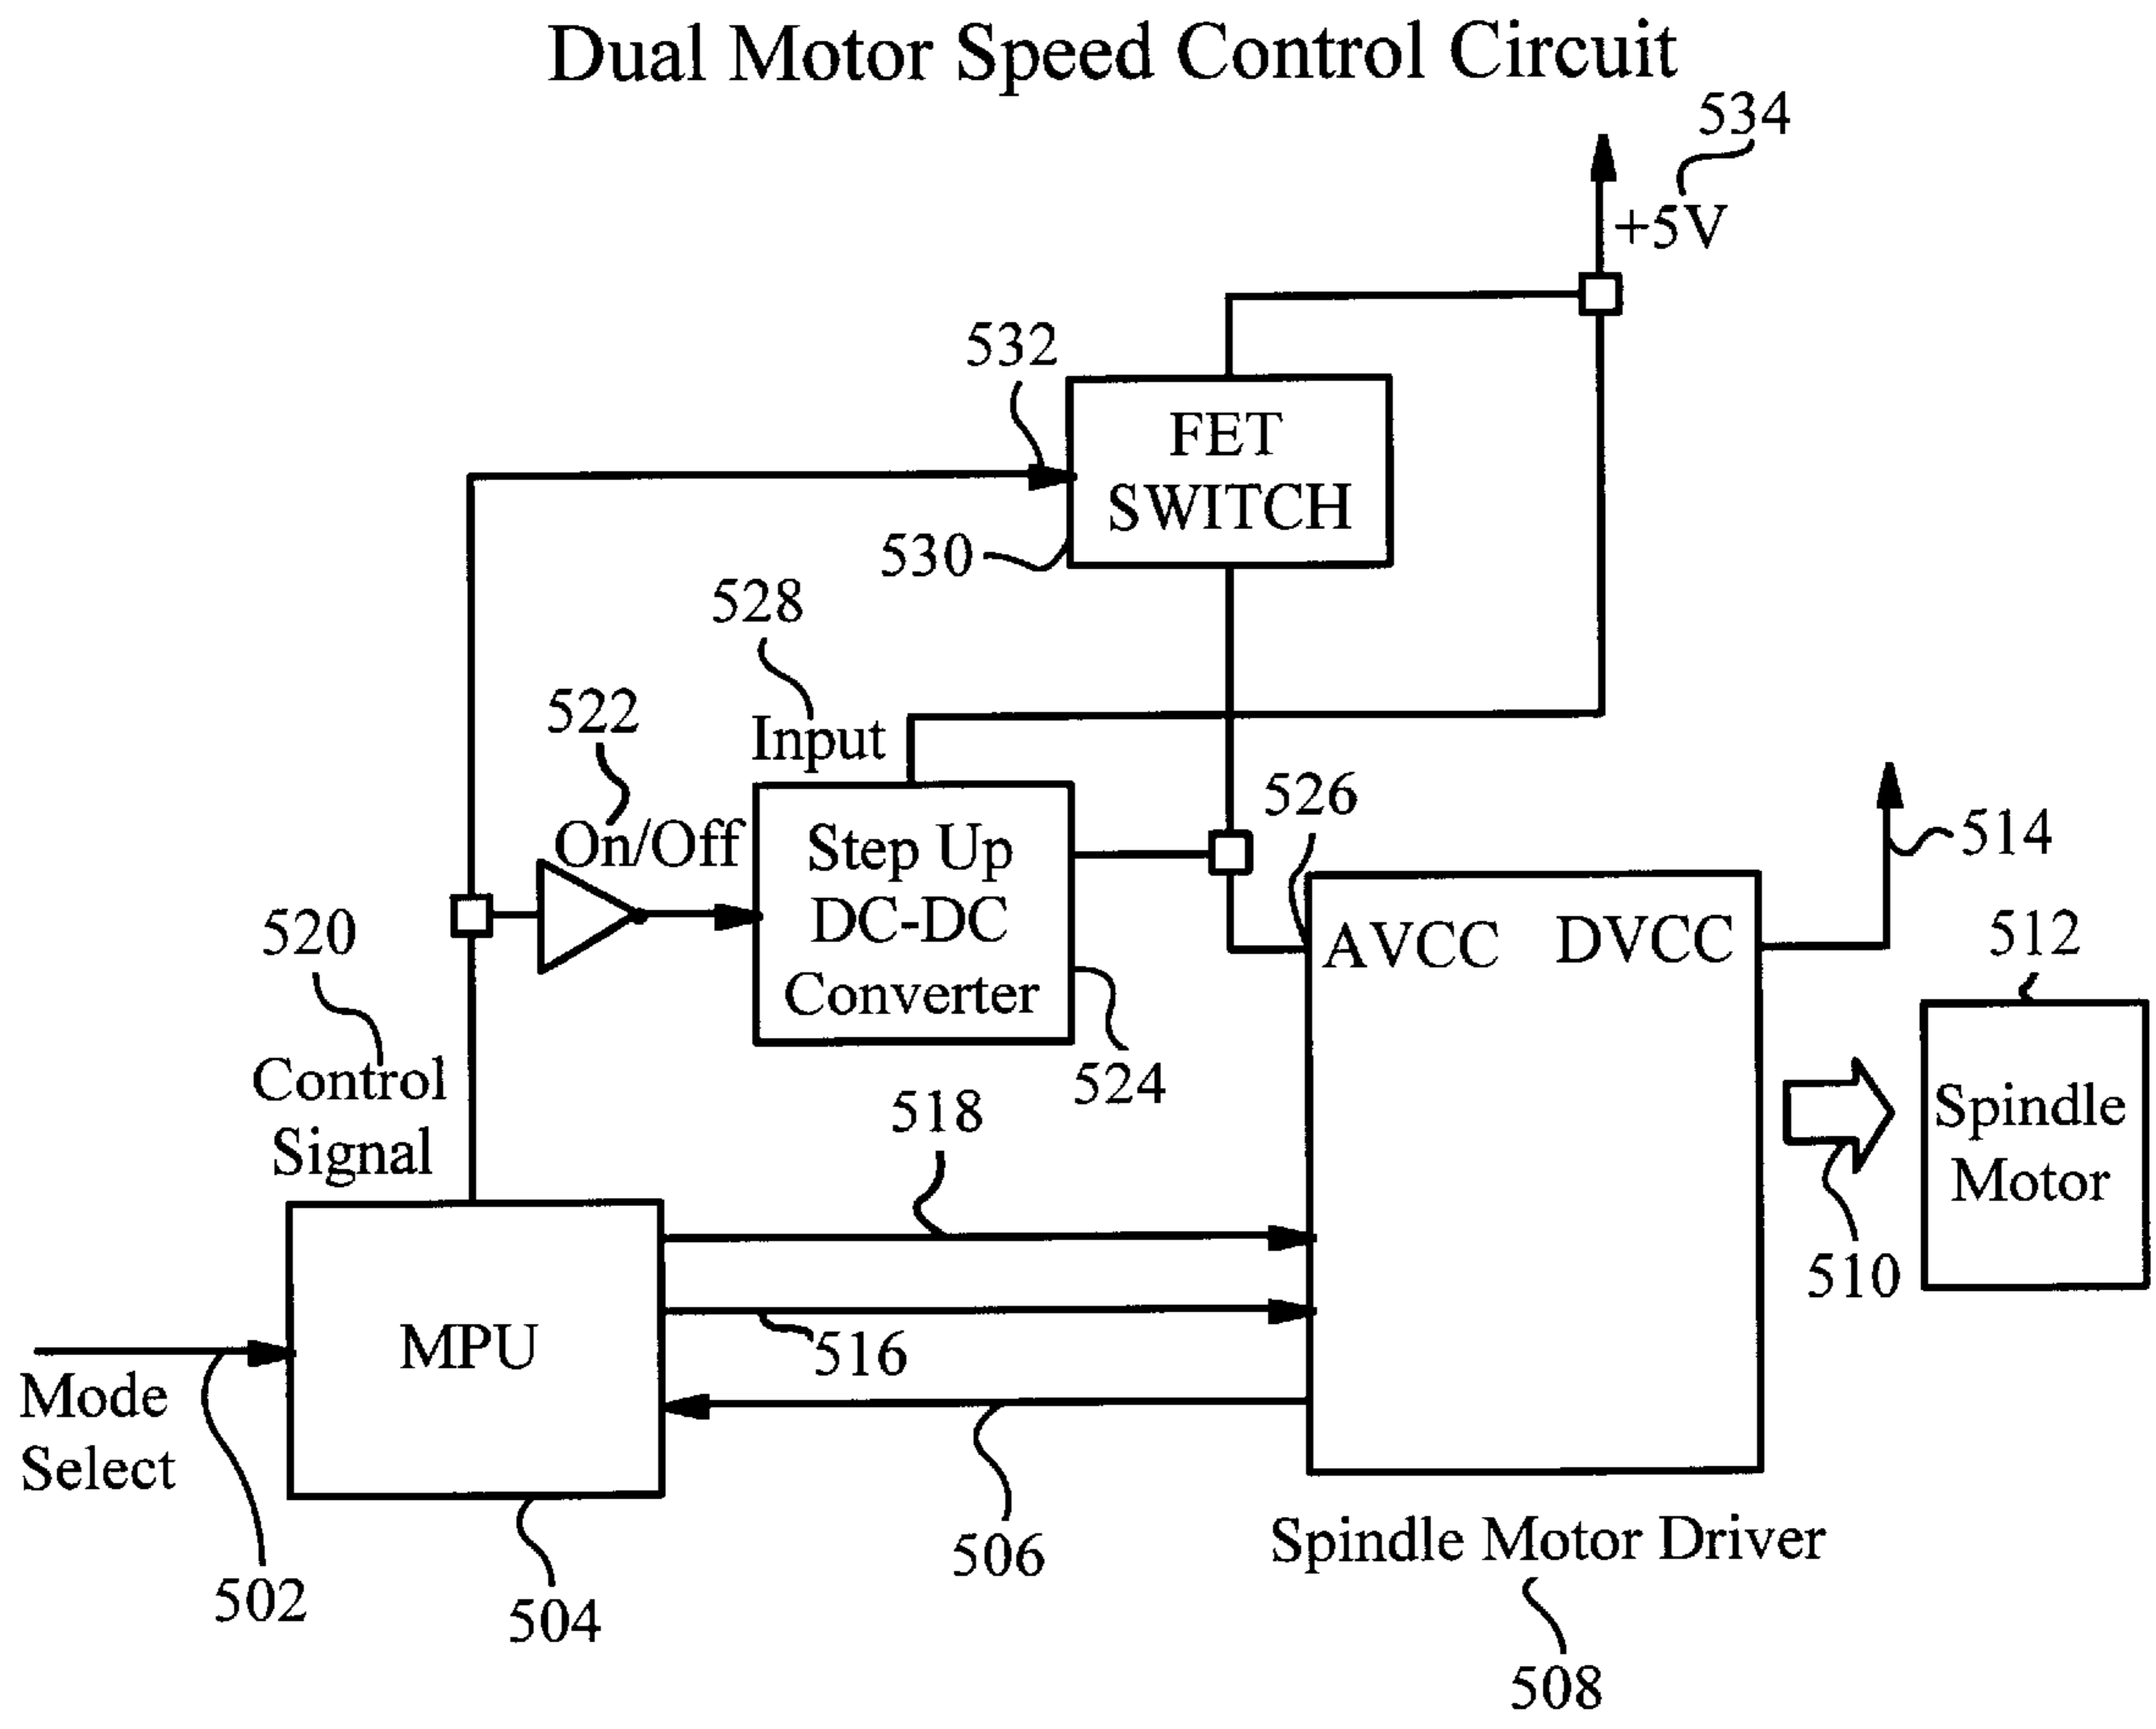 Dual Motor Speed Control Circuit
534
+5V
532
FET
SWITCH
530
528
Input
522
On/Off
526
Step Up
DC-DC
Converter
514
AVCC
DVCC
512
520
Control
Signal
524
518
Spindle
Motor
510
MPU
516
Mode
Select
506
Spindle Motor Driver
502
504
508